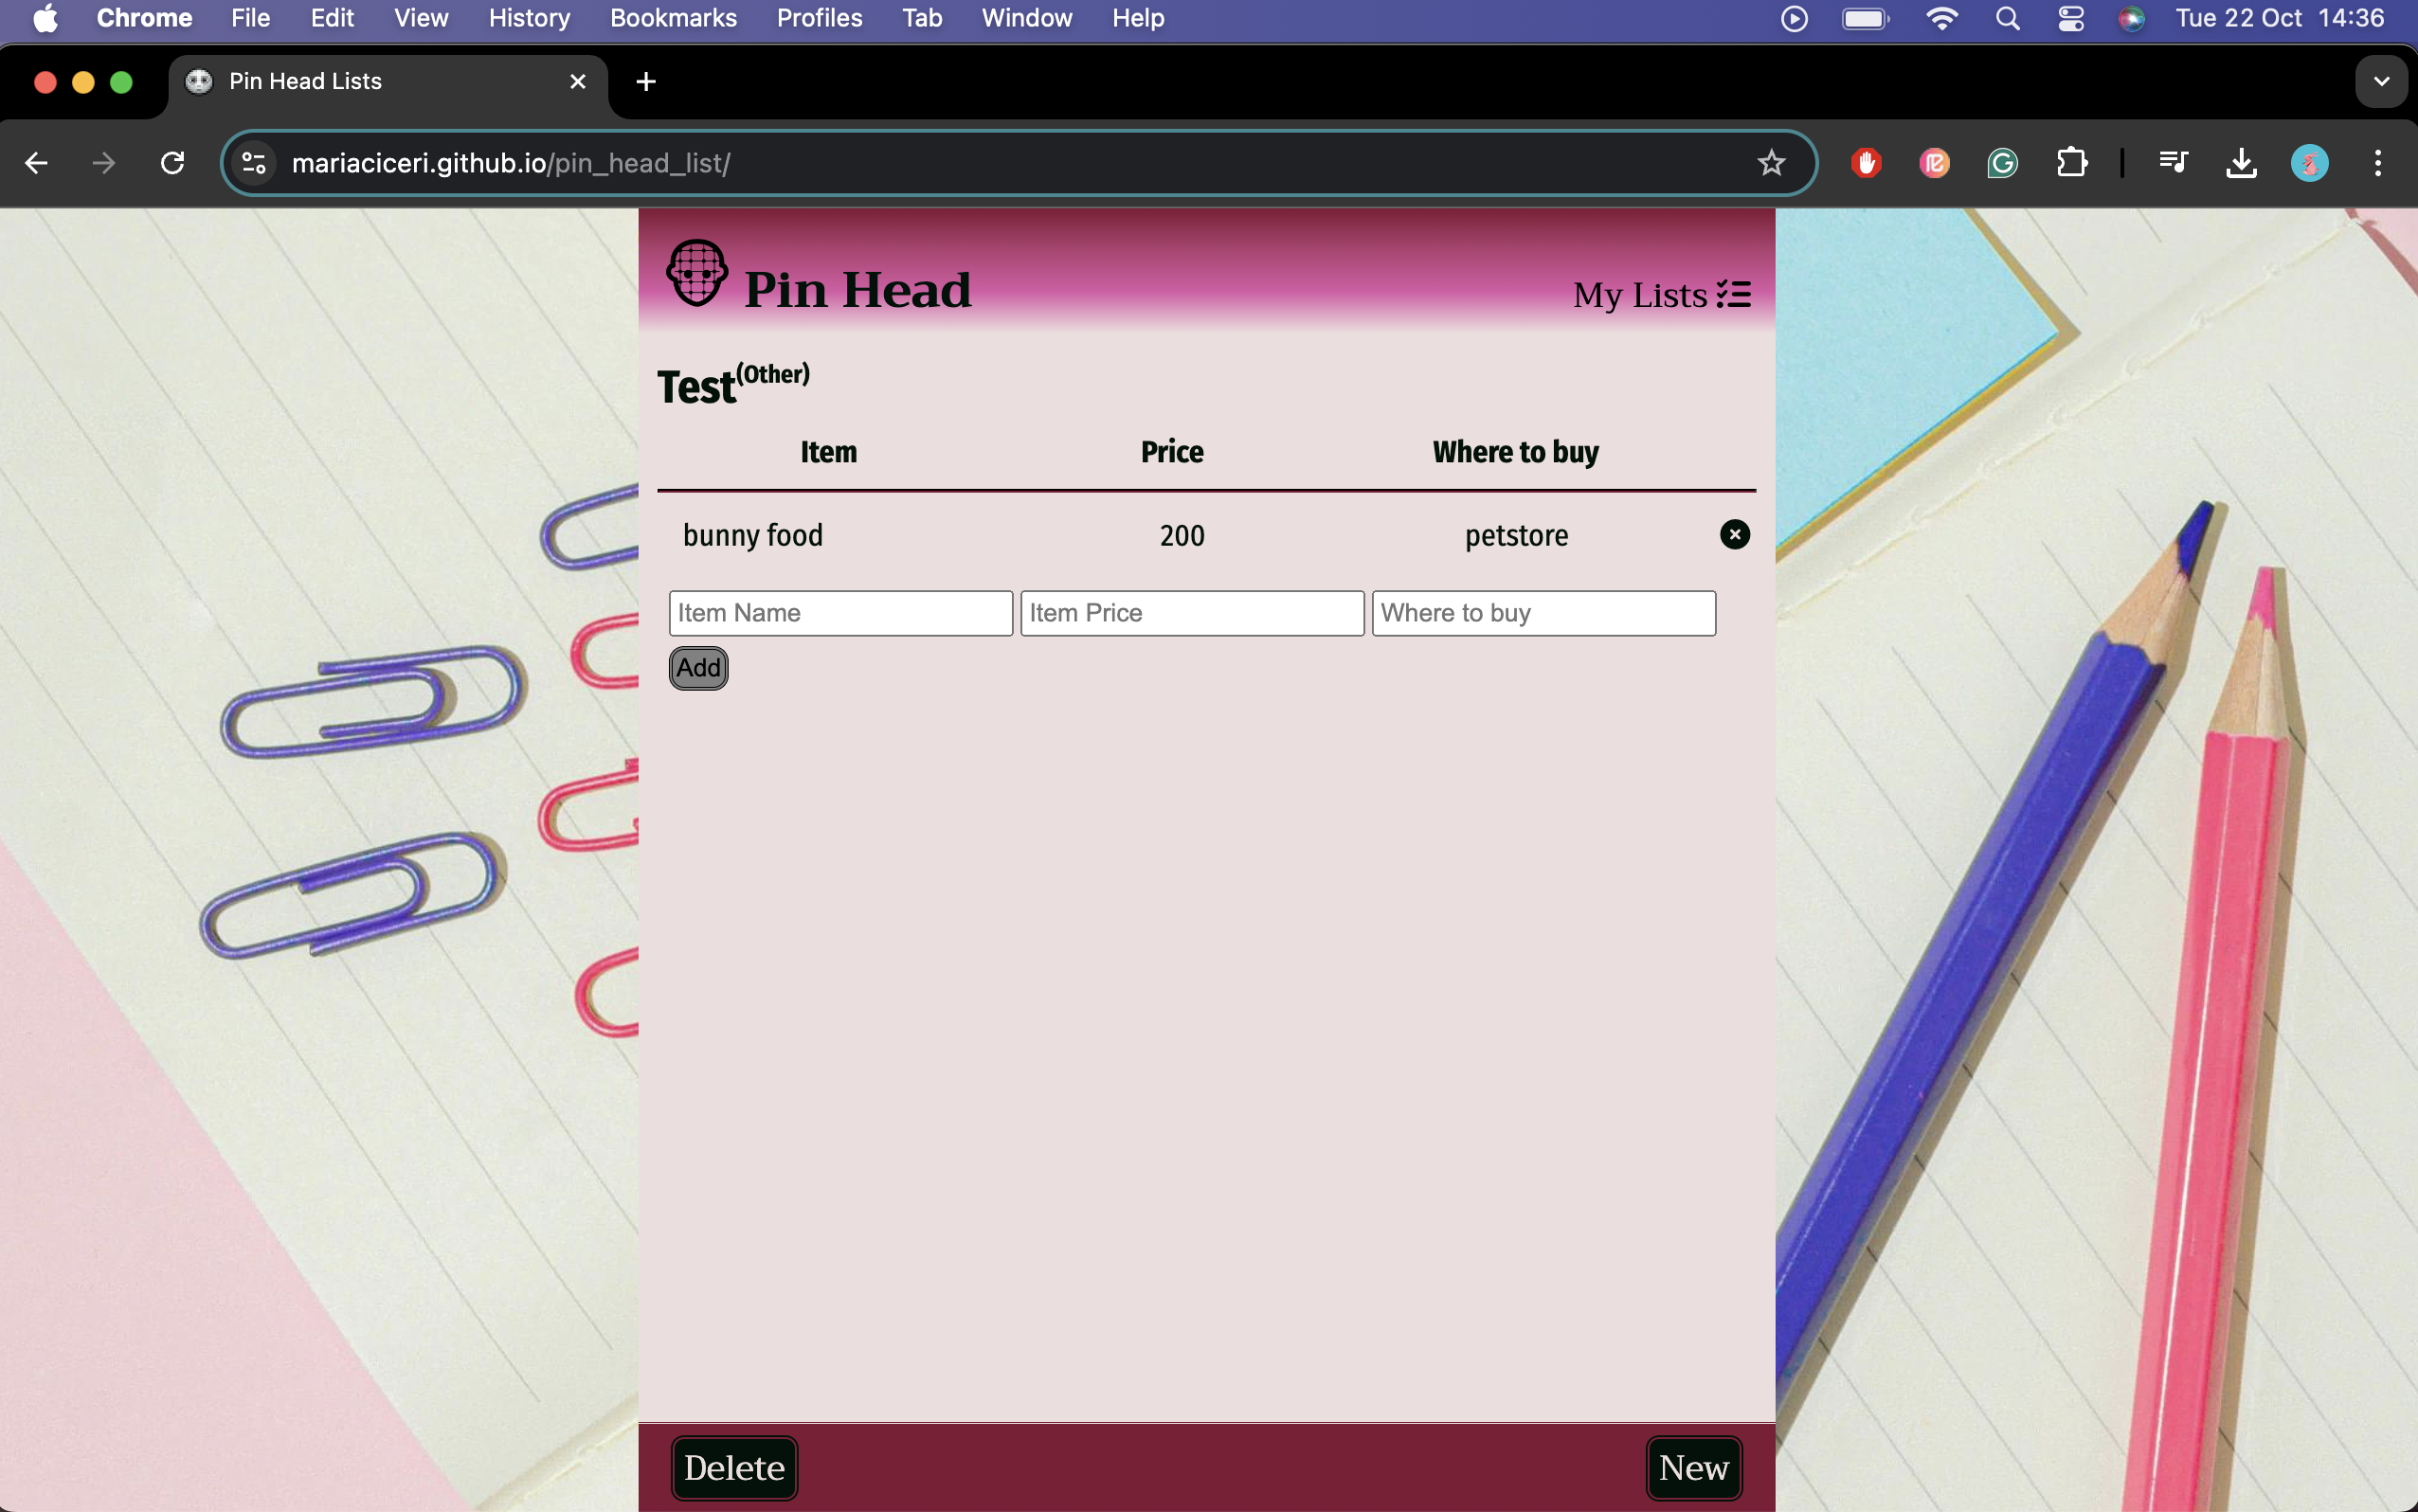 Chrome File Edit View History Bookmarks Profiles Tab Window Help Tue 22 Oct 14:36
Pin Head Lists
mariaciceri.github.io/pin_head_list/
Pin Head My Lists
Test(Other)
Item Price Where to buy
bunny food 200 petstore
Item Name Item Price Where to buy
Add
Delete New